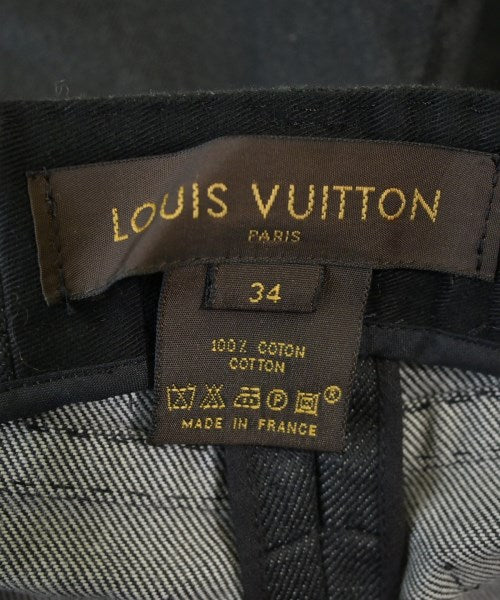 LOUIS VUITTON
PARIS
34
100% COTON
COTTON
P ®
MADE IN FRANCE